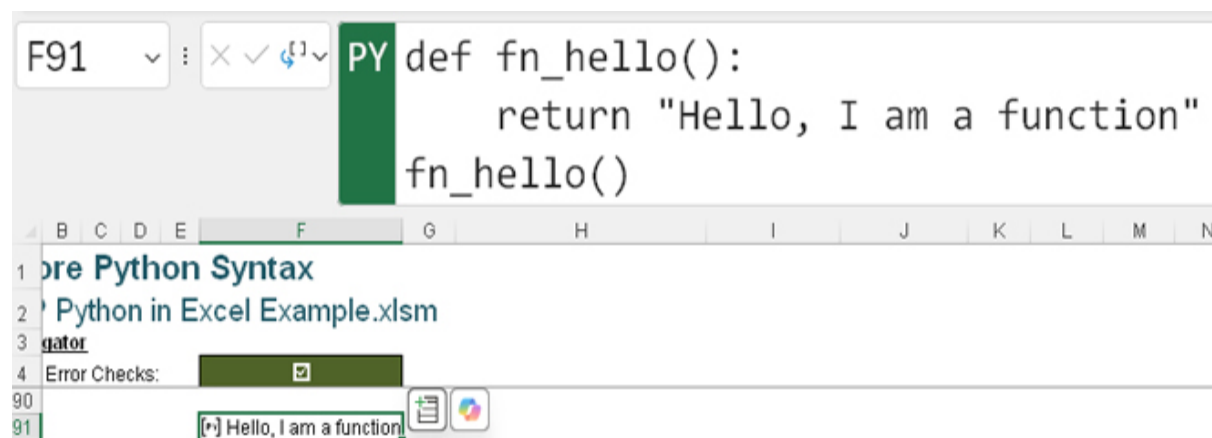 F91
PY
def fn_hello():
return "Hello, I am a function"
fn_hello()
B C D E F G H I J K L M N
1 ore Python Syntax
2 Python in Excel Example.xlsm
3 gator
4 Error Checks:
90
91 Hello, I am a function